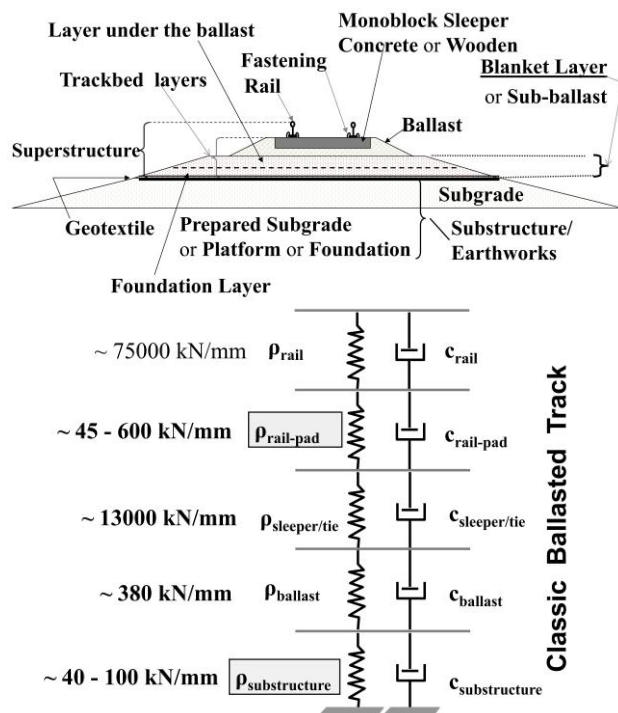 Layer under the ballast
Trackbed layers
Fastening
Rail
Monoblock Sleeper
Concrete or Wooden
Blanket Layer
or Sub-ballast
Ballast
Superstructure
Subgrade
Geotextile
Prepared Subgrade
or Platform or Foundation
Substructure/
Earthworks
Foundation Layer
~ 75000 kN/mm ρrail crail
~ 45 - 600 kN/mm ρrail-pad crail-pad
~ 13000 kN/mm ρsleeper/tie csleeper/tie
~ 380 kN/mm ρballast cballast
~ 40 - 100 kN/mm ρsubstructure csubstructure
Classic Ballasted Track